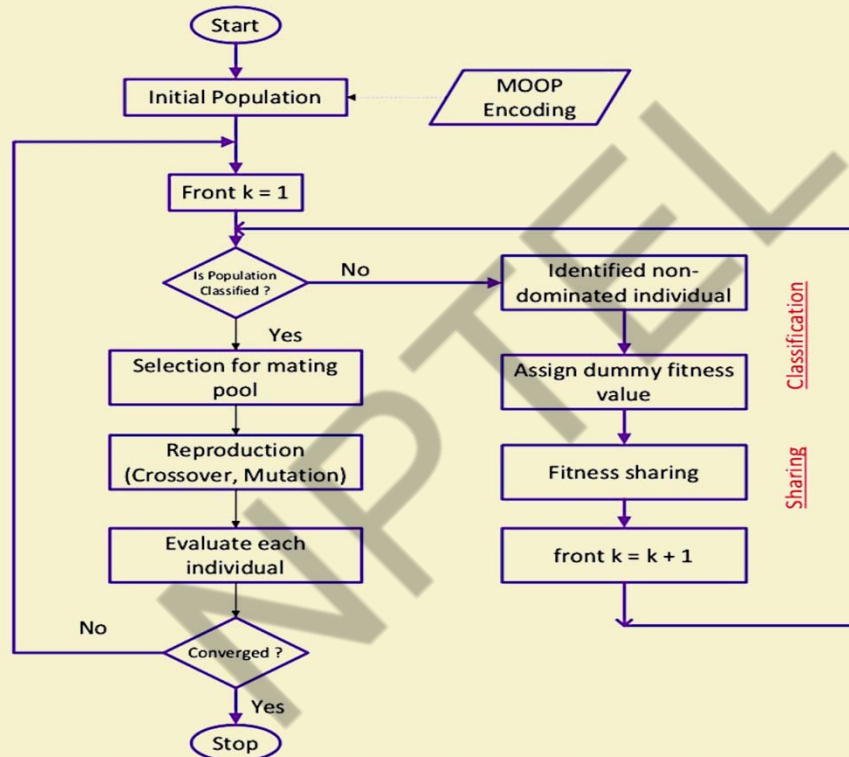 Start
Initial Population
MOOP
Encoding
Front k = 1
Is Population
Classified ?
No
Yes
Identified non-
dominated individual
Classification
Selection for mating
pool
Assign dummy fitness
value
Reproduction
(Crossover, Mutation)
Fitness sharing
Sharing
Evaluate each
individual
front k = k + 1
No
Converged ?
Yes
Stop
NPTEL